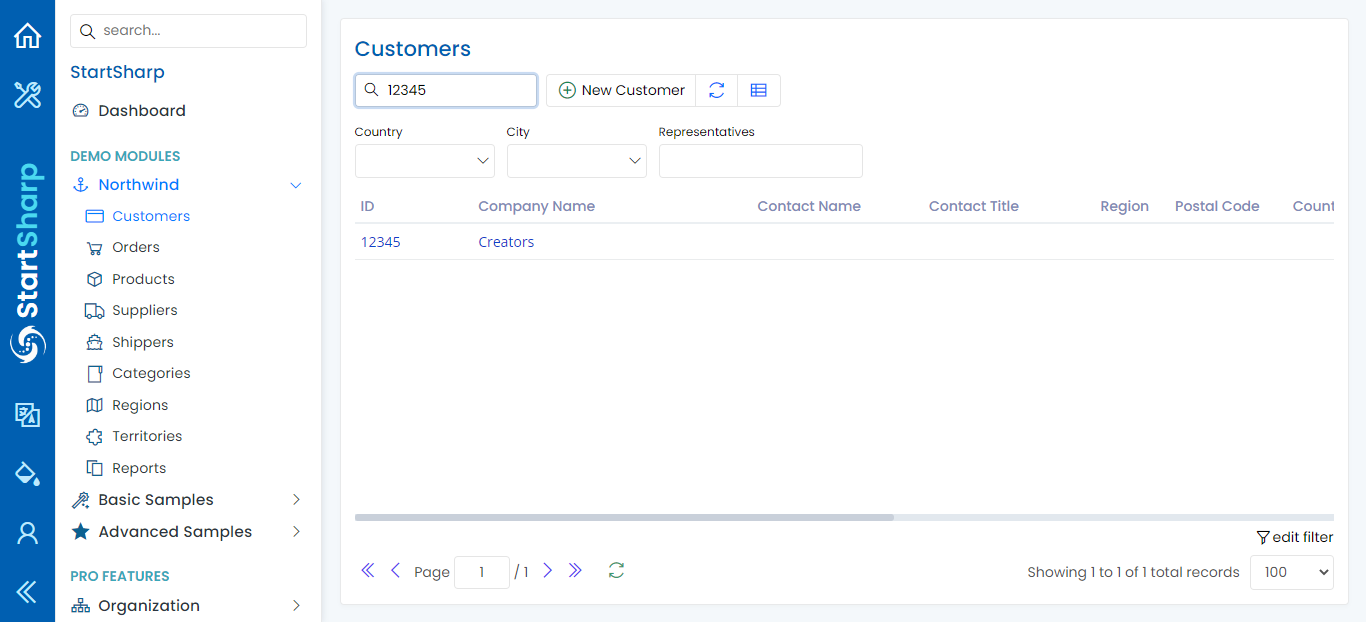 search...
StartSharp
StartSharp
Dashboard
DEMO MODULES
Northwind
Customers
Orders
Products
Suppliers
Shippers
Categories
Regions
Territories
Reports
Basic Samples
Advanced Samples
PRO FEATURES
Organization
Customers
12345
New Customer
Country
City
Representatives
ID Company Name Contact Name Contact Title Region Postal Code Count
12345 Creators
edit filter
Page 1 / 1
Showing 1 to 1 of 1 total records 100